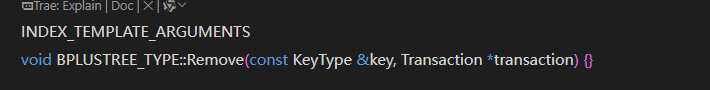 Trae: Explain | Doc | X |
INDEX_TEMPLATE_ARGUMENTS
void BPLUSTREE_TYPE::Remove(const KeyType &key, Transaction *transaction) {}